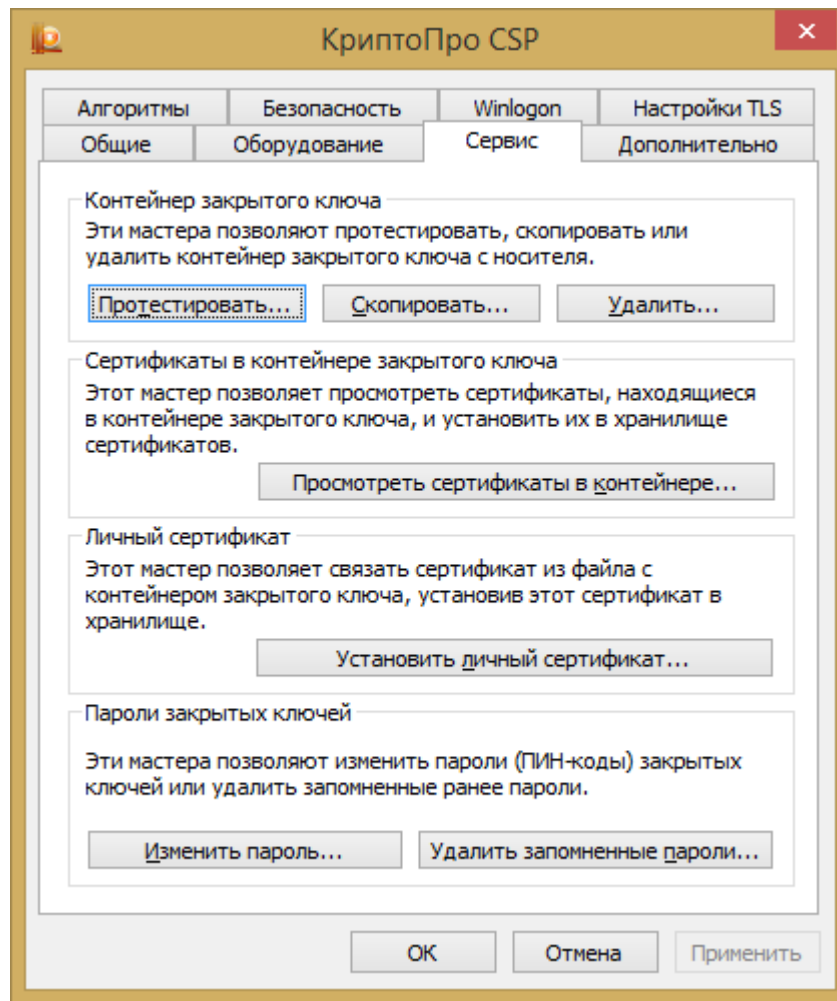 КриптоПро CSP
Алгоритмы Безопасность Winlogon Настройки TLS
Общие Оборудование Сервис Дополнительно
Контейнер закрытого ключа
Эти мастера позволяют протестировать, скопировать или
удалить контейнер закрытого ключа с носителя.
Протестировать... Скопировать... Удалить...
Сертификаты в контейнере закрытого ключа
Этот мастер позволяет просмотреть сертификаты, находящиеся
в контейнере закрытого ключа, и установить их в хранилище
сертификатов.
Просмотреть сертификаты в контейнере...
Личный сертификат
Этот мастер позволяет связать сертификат из файла с
контейнером закрытого ключа, установив этот сертификат в
хранилище.
Установить личный сертификат...
Пароли закрытых ключей
Эти мастера позволяют изменить пароли (ПИН-коды) закрытых
ключей или удалить запомненные ранее пароли.
Изменить пароль... Удалить запомненные пароли...
ОК Отмена Применить